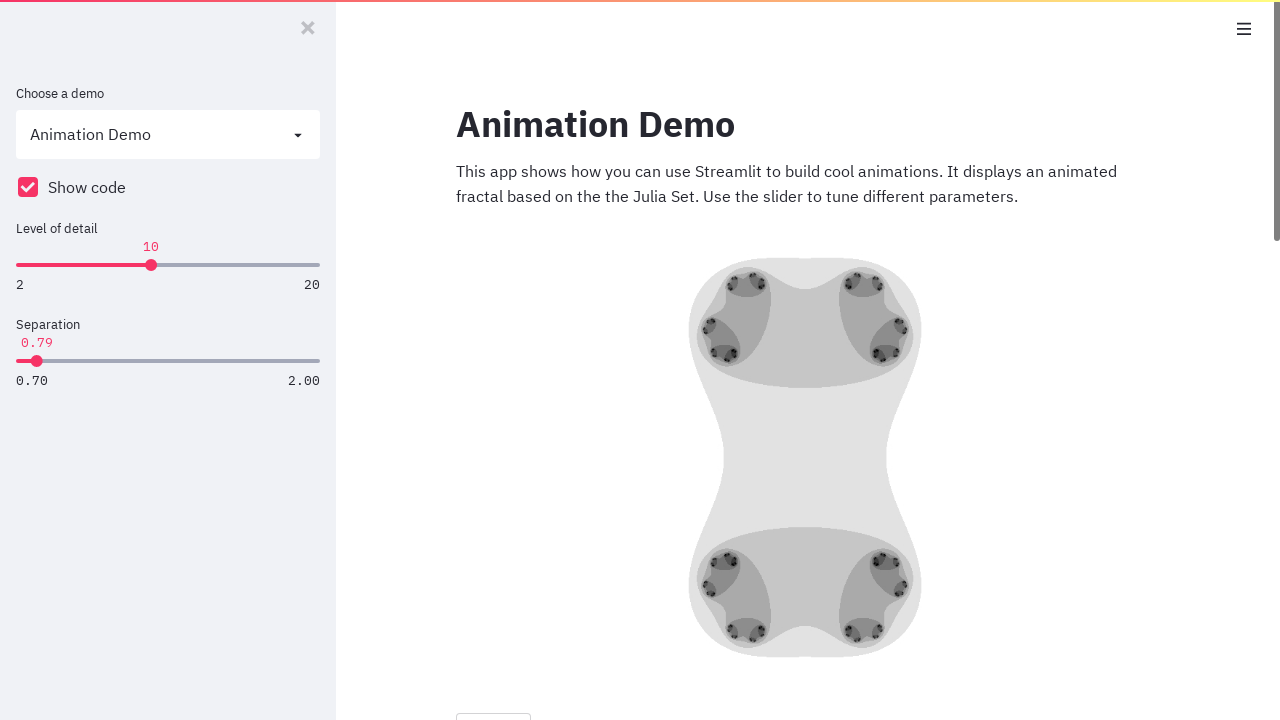 Choose a demo
Animation Demo
Show code
Level of detail
10
2 20
Separation
0.79
0.70 2.00
Animation Demo
This app shows how you can use Streamlit to build cool animations. It displays an animated
fractal based on the the Julia Set. Use the slider to tune different parameters.